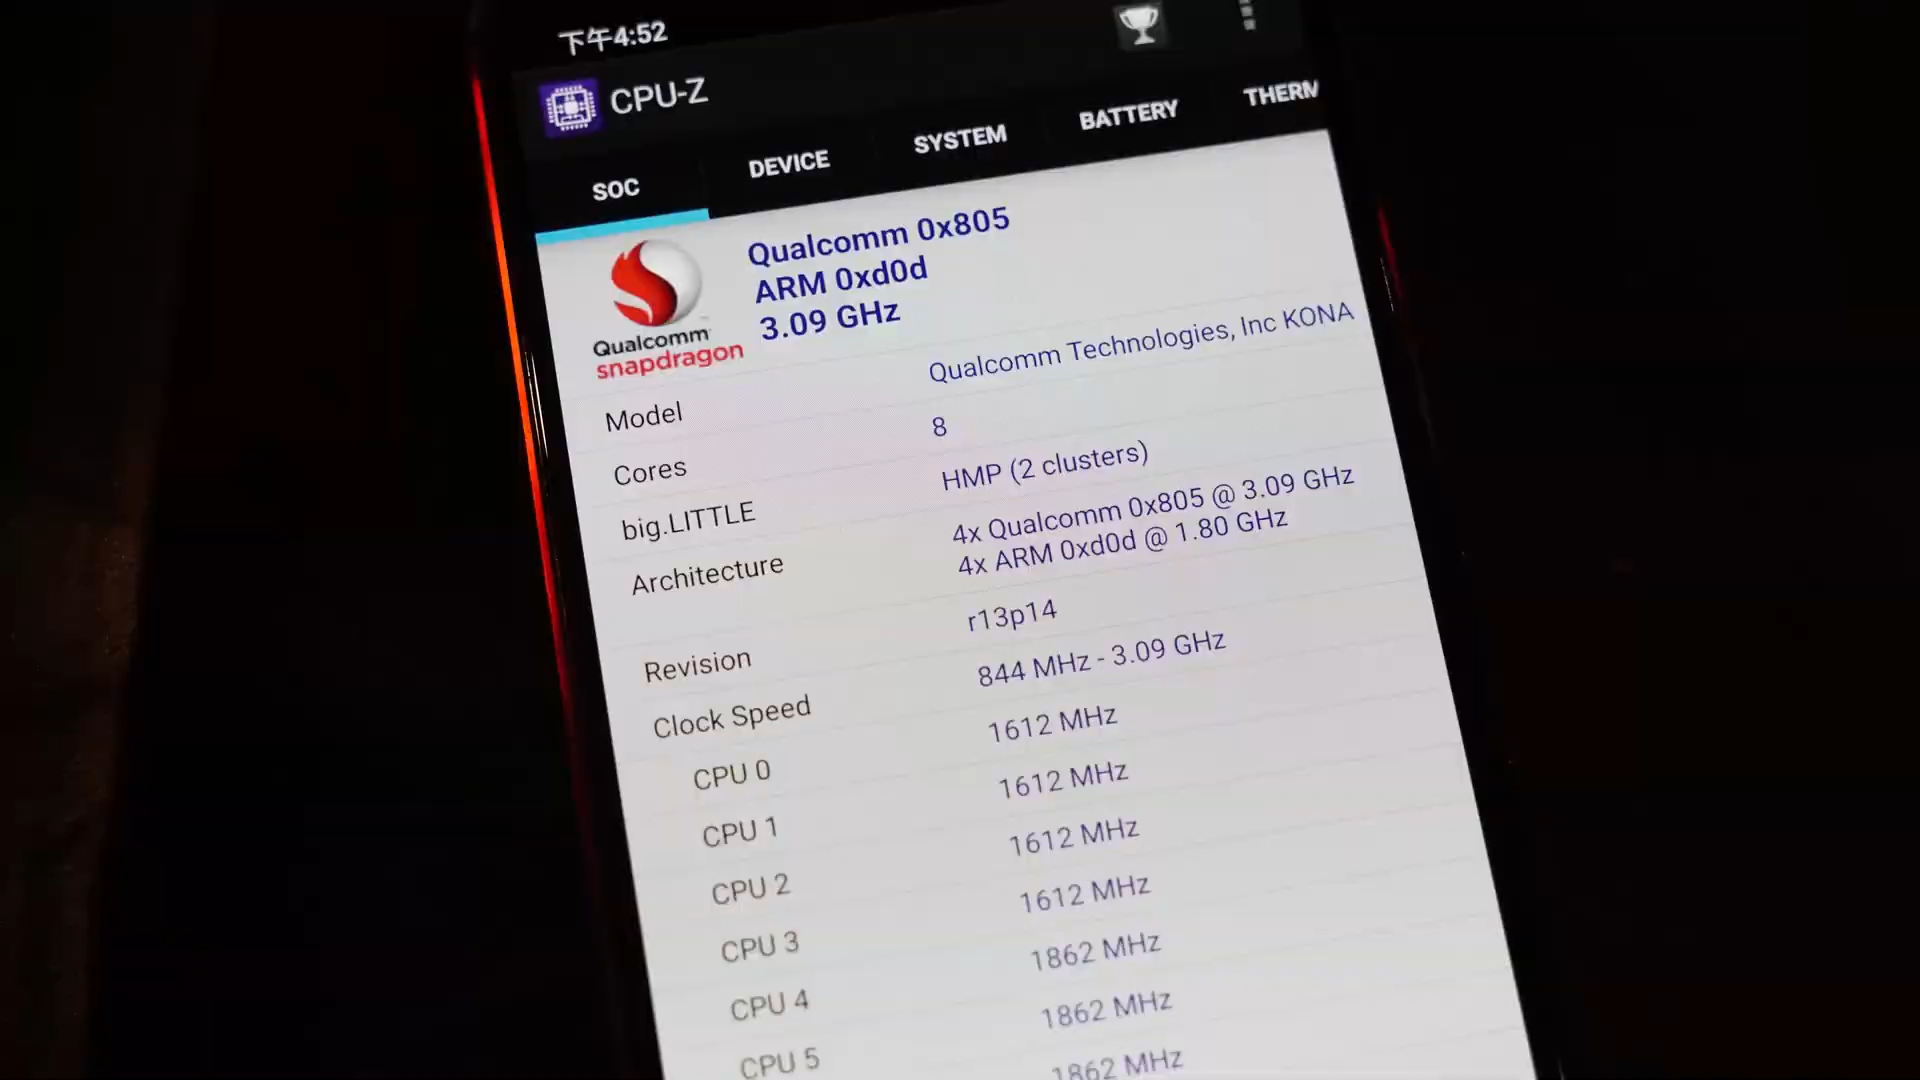 下午4:52
CPU-Z
SOC DEVICE SYSTEM BATTERY THERM
Qualcomm 0x805
ARM 0xd0d
3.09 GHz
Qualcomm
snapdragon
Model Qualcomm Technologies, Inc KONA
Cores 8
big.LITTLE HMP (2 clusters)
Architecture 4x Qualcomm 0x805 @ 3.09 GHz
4x ARM 0xd0d @ 1.80 GHz
Revision r13p14
Clock Speed 844 MHz - 3.09 GHz
CPU 0 1612 MHz
CPU 1 1612 MHz
CPU 2 1612 MHz
CPU 3 1612 MHz
CPU 4 1862 MHz
CPU 5 1862 MHz
1862 MHz